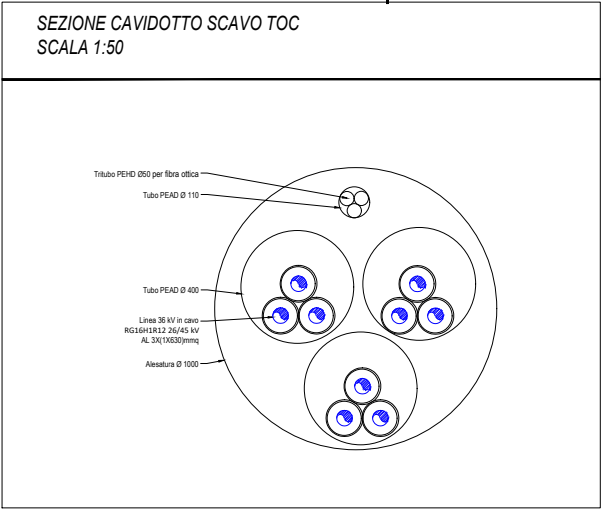 SEZIONE CAVIDOTTO SCAVO TOC
SCALA 1:50
Tritubo PEHD Ø50 per fibra ottica
Tubo PEAD Ø 110
Tubo PEAD Ø 400
Linea 36 kV in cavo
RG16H1R12 26/45 kV
AL 3X(1X630)mmq
Alesatura Ø 1000